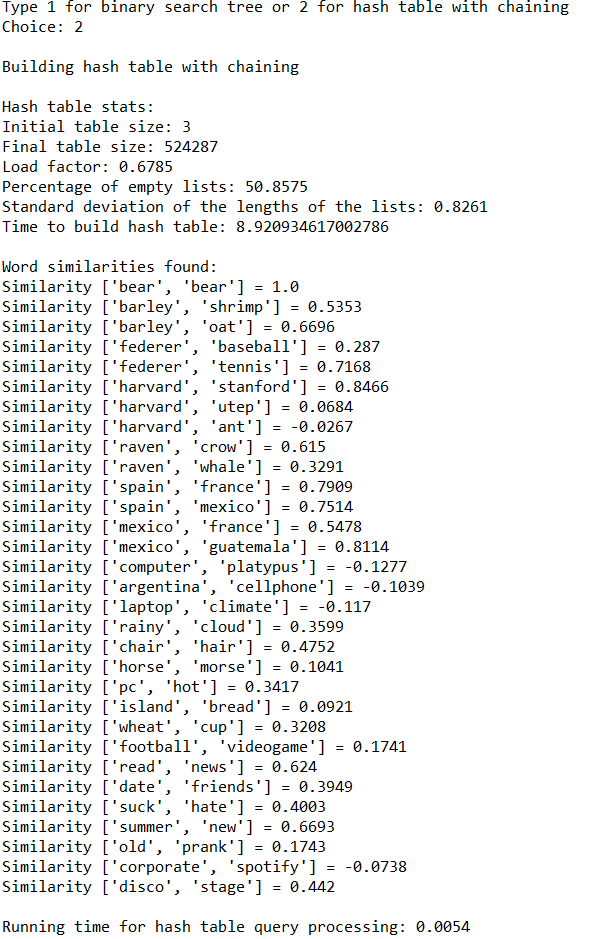 Type 1 for binary search tree or 2 for hash table with chaining
Choice: 2
Building hash table with chaining
Hash table stats:
Initial table size: 3
Final table size: 524287
Load factor: 0.6785
Percentage of empty lists: 50.8575
Standard deviation of the lengths of the lists: 0.8261
Time to build hash table: 8.920934617002786
Word similarities found:
Similarity ['bear', 'bear'] = 1.0
Similarity ['barley', 'shrimp'] = 0.5353
Similarity ['barley', 'oat'] = 0.6696
Similarity ['federer', 'baseball'] = 0.287
Similarity ['federer', 'tennis'] = 0.7168
Similarity ['harvard', 'stanford'] = 0.8466
Similarity ['harvard', 'utep'] = 0.0684
Similarity ['harvard', 'ant'] = -0.0267
Similarity ['raven', 'crow'] = 0.615
Similarity ['raven', 'whale'] = 0.3291
Similarity ['spain', 'france'] = 0.7909
Similarity ['spain', 'mexico'] = 0.7514
Similarity ['mexico', 'france'] = 0.5478
Similarity ['mexico', 'guatemala'] = 0.8114
Similarity ['computer', 'platypus'] = -0.1277
Similarity ['argentina', 'cellphone'] = -0.1039
Similarity ['laptop', 'climate'] = -0.117
Similarity ['rainy', 'cloud'] = 0.3599
Similarity ['chair', 'hair'] = 0.4752
Similarity ['horse', 'morse'] = 0.1041
Similarity ['pc', 'hot'] = 0.3417
Similarity ['island', 'bread'] = 0.0921
Similarity ['wheat', 'cup'] = 0.3208
Similarity ['football', 'videogame'] = 0.1741
Similarity ['read', 'news'] = 0.624
Similarity ['date', 'friends'] = 0.3949
Similarity ['suck', 'hate'] = 0.4003
Similarity ['summer', 'new'] = 0.6693
Similarity ['old', 'prank'] = 0.1743
Similarity ['corporate', 'spotify'] = -0.0738
Similarity ['disco', 'stage'] = 0.442
Running time for hash table query processing: 0.0054